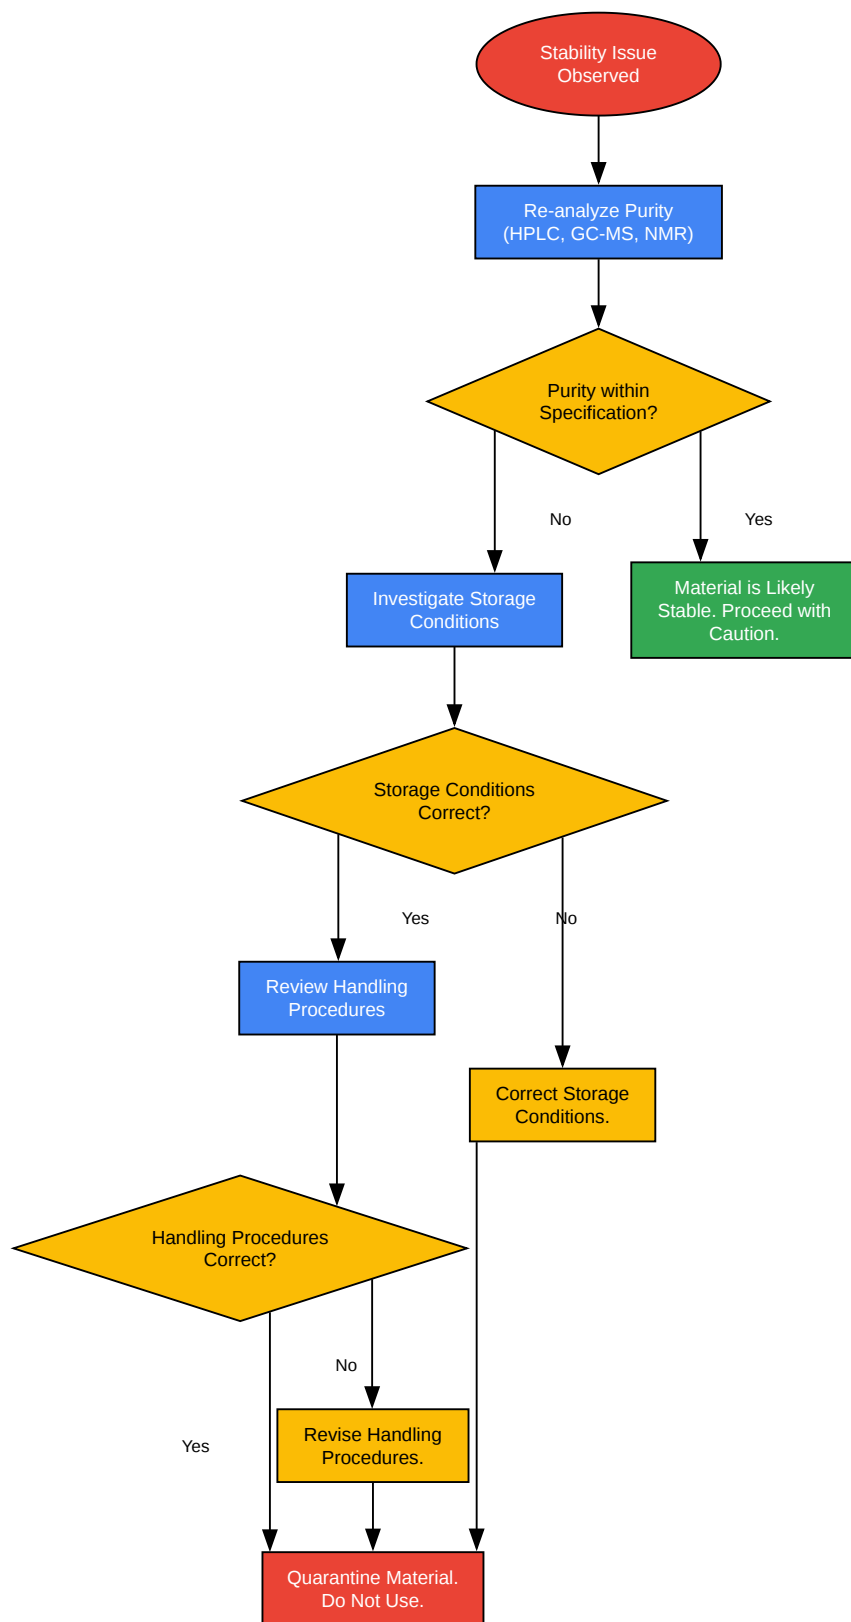 Stability Issue
Observed
Re-analyze Purity
(HPLC, GC-MS, NMR)
Purity within
Specification?
No
Yes
Investigate Storage
Conditions
Material is Likely
Stable. Proceed with
Caution.
Storage Conditions
Correct?
Yes
No
Review Handling
Procedures
Correct Storage
Conditions.
Handling Procedures
Correct?
No
Yes
Revise Handling
Procedures.
Quarantine Material.
Do Not Use.